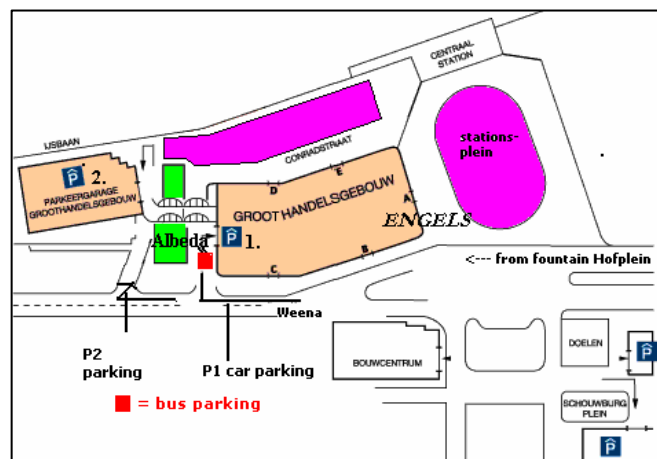 CENTRAAL
STATION
IJSBAAN
CONRADSTRAAT
stations-
plein
P 2.
PARKEERGARAGE
GROOTHANDELSGEBOUW
D
E
GROOT HANDELSGEBOUW
A
ENGELS
Albeda
P 1.
B
C
<--- from fountain Hofplein
Weena
P2
parking
P1 car parking
BOUWCENTRUM
DOELEN
P
SCHOUWBURG
PLEIN
P
= bus parking